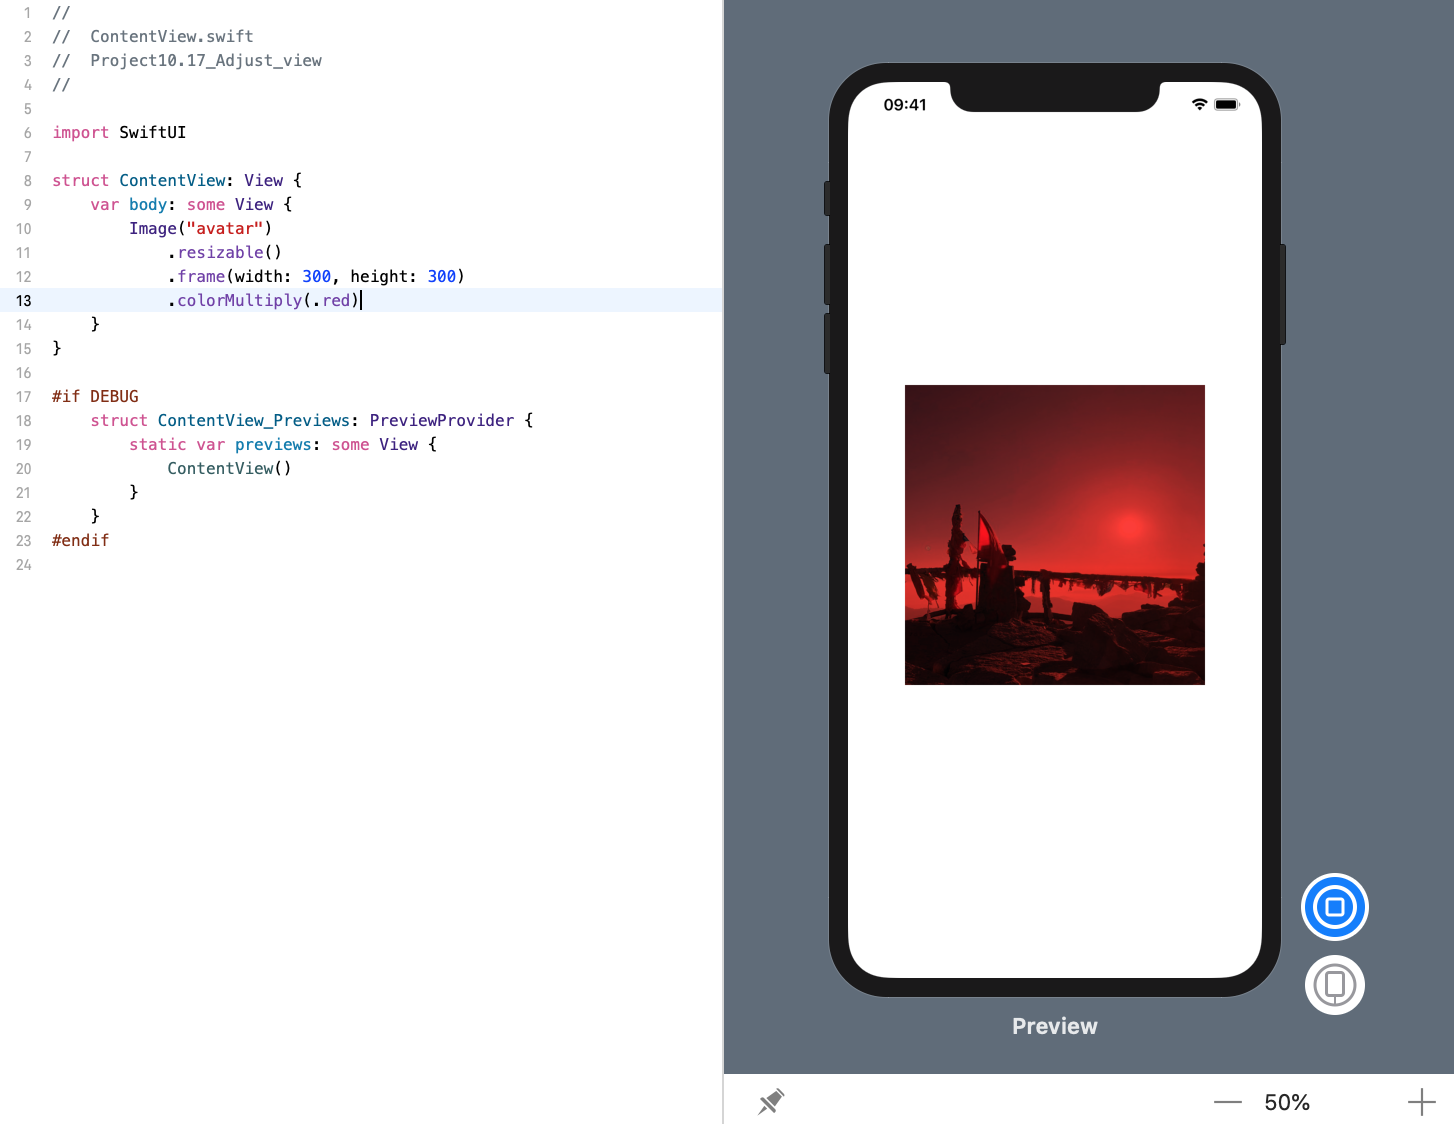 1 //
2 //  ContentView.swift
3 //  Project10.17_Adjust_view
4 //
5
6 import SwiftUI
7
8 struct ContentView: View {
9     var body: some View {
10         Image("avatar")
11             .resizable()
12             .frame(width: 300, height: 300)
13             .colorMultiply(.red)
14     }
15 }
16
17 #if DEBUG
18     struct ContentView_Previews: PreviewProvider {
19         static var previews: some View {
20             ContentView()
21         }
22     }
23 #endif
24
09:41
Preview
50%